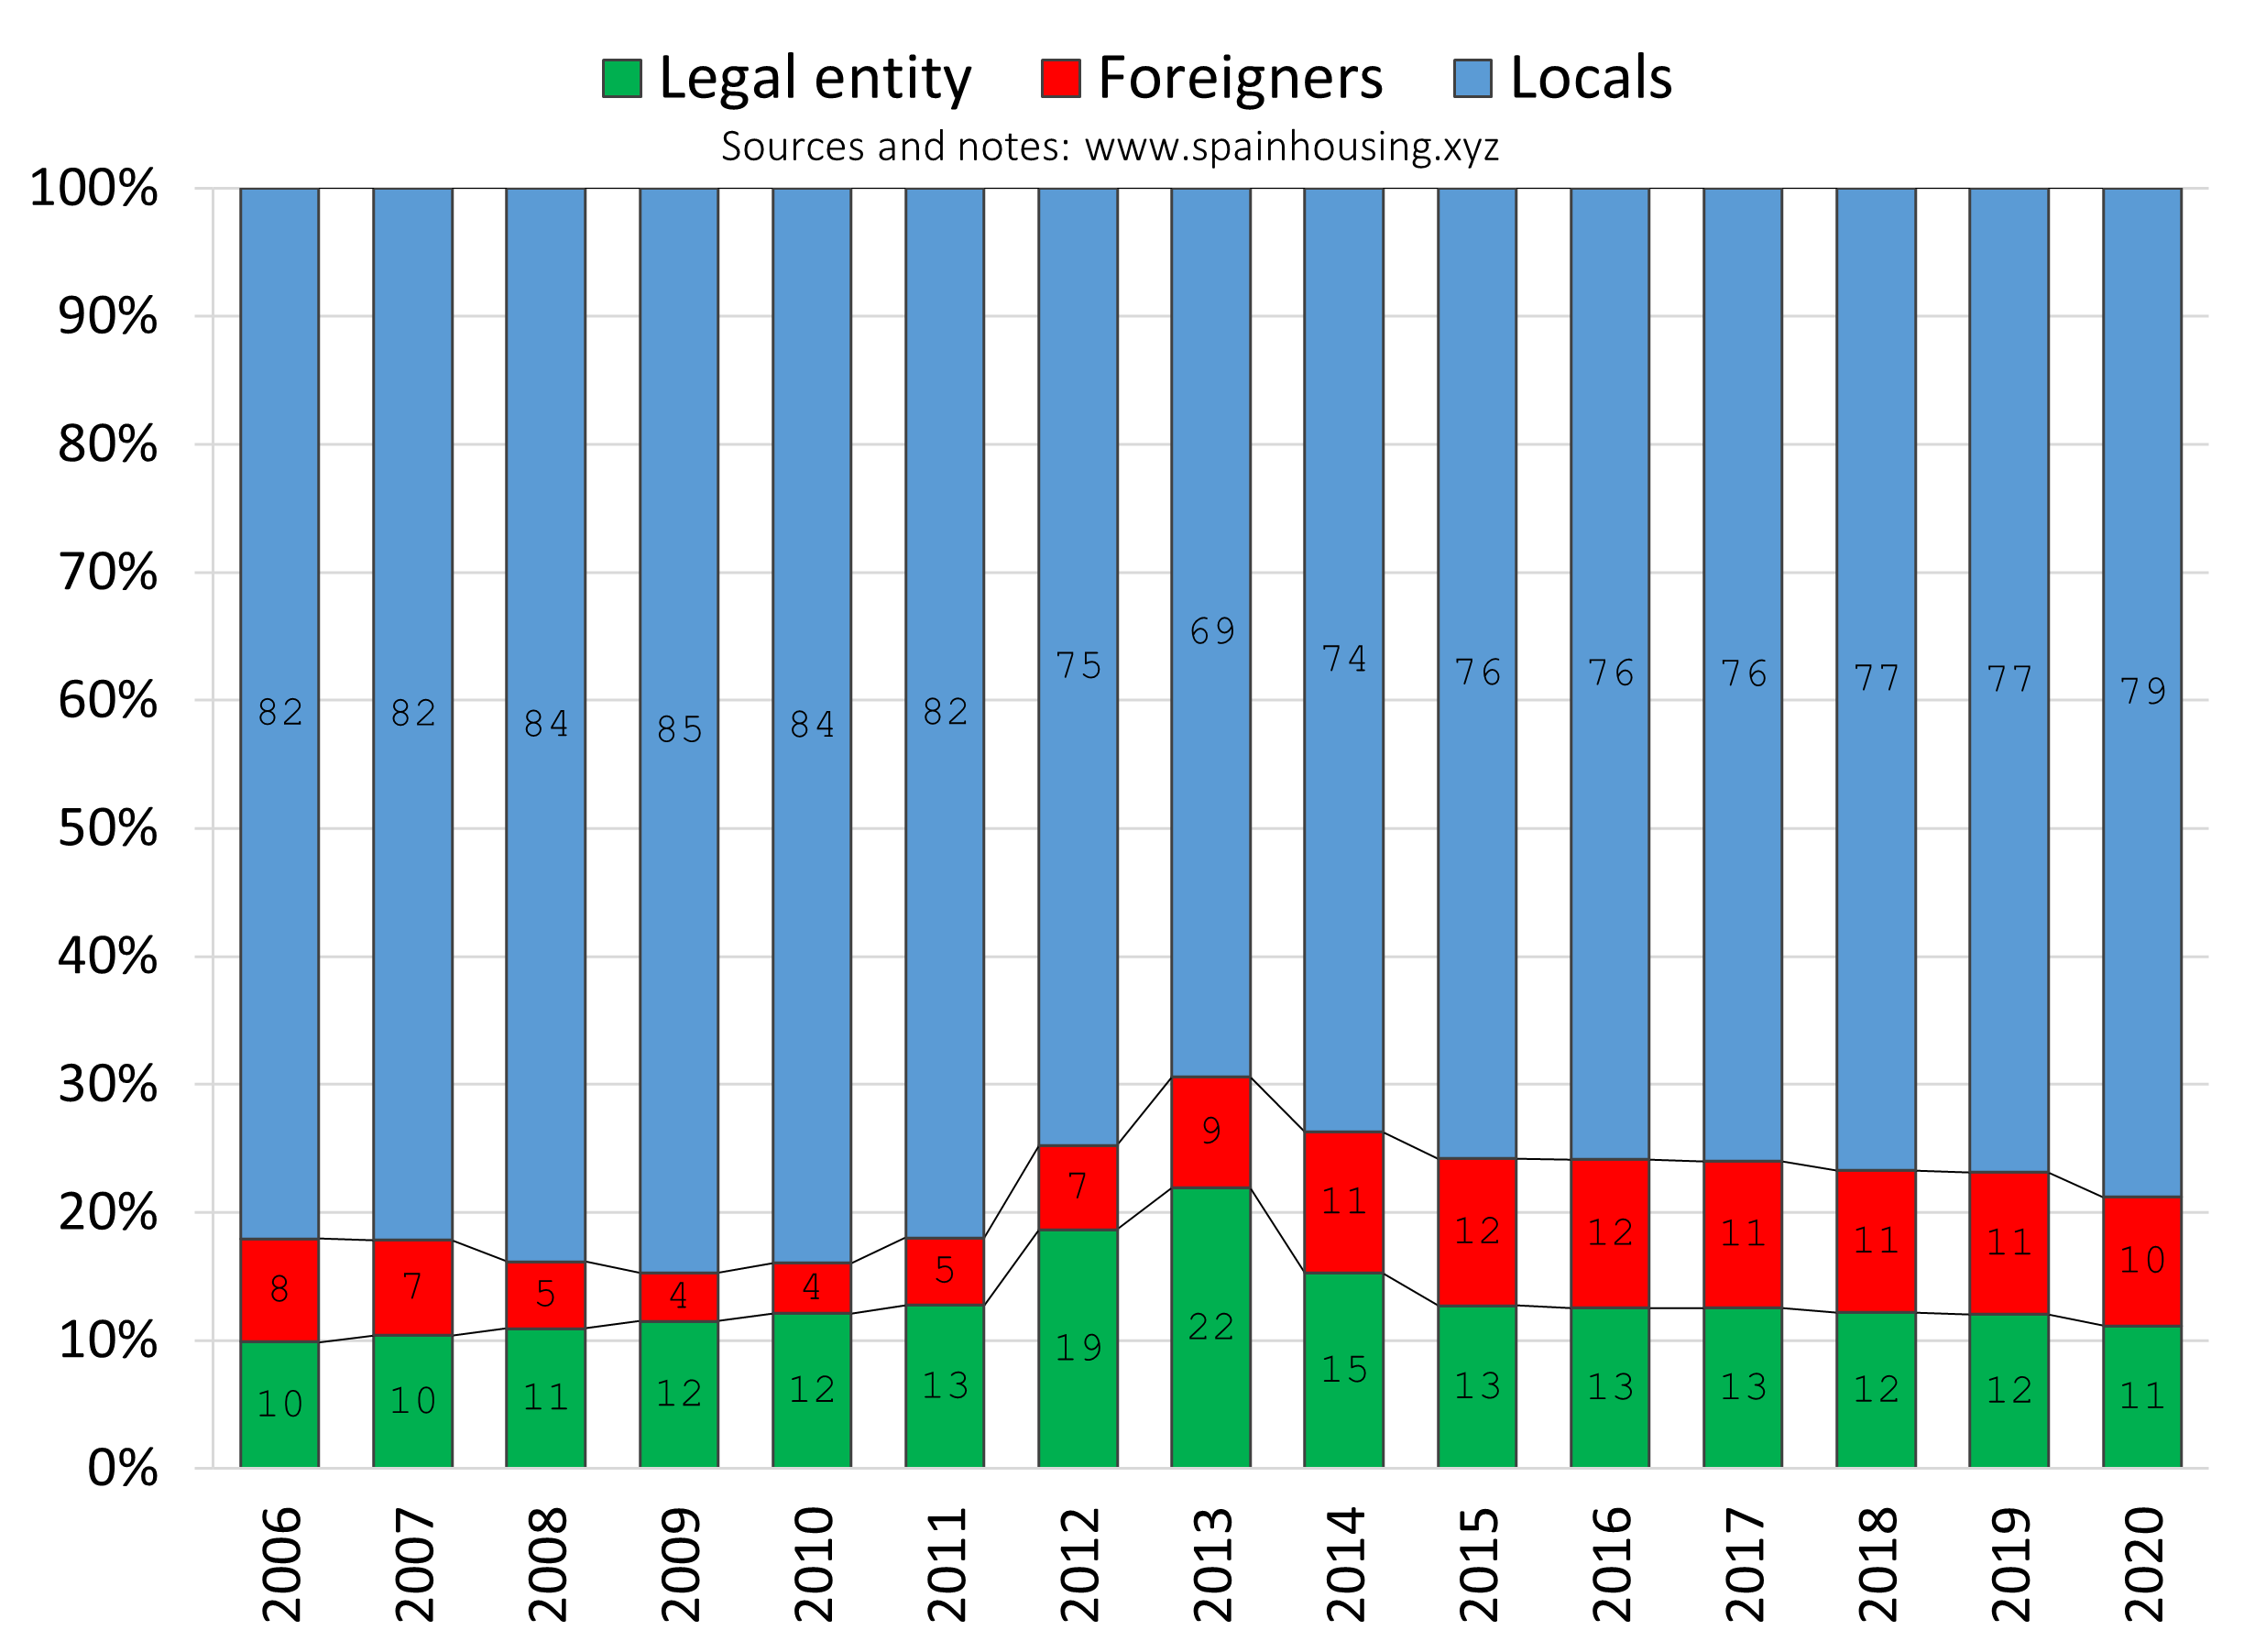 Legal entity Foreigners Locals
Sources and notes: www.spainhousing.xyz
100%
90%
80%
70%
60%
50%
40%
30%
20%
10%
0%
82 82 84 85 84 82 75 69 74 76 76 76 77 77 79
8 7 5 4 4 5 7 9 11 12 12 11 11 11 10
10 10 11 12 12 13 19 22 15 13 13 13 12 12 11
2006 2007 2008 2009 2010 2011 2012 2013 2014 2015 2016 2017 2018 2019 2020